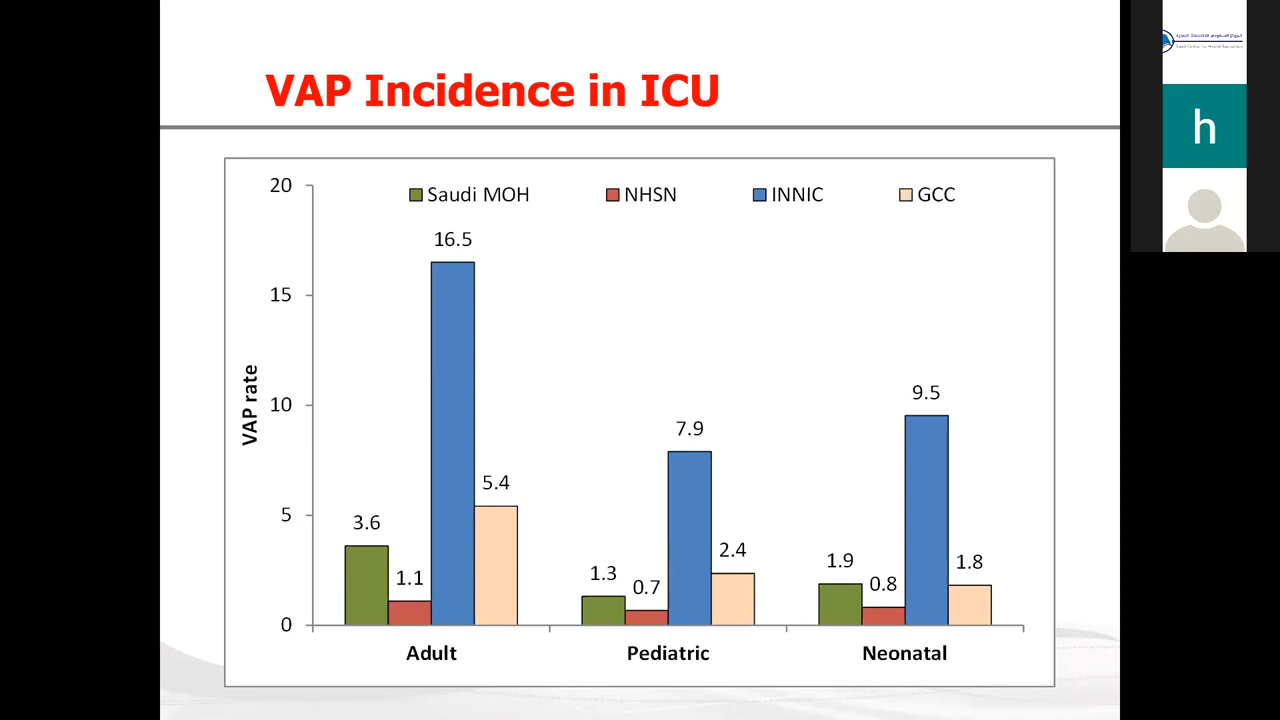 VAP Incidence in ICU
Saudi MOH NHSN INNIC GCC
VAP rate
20
15
10
5
0
3.6 1.1 16.5 5.4
1.3 0.7 7.9 2.4
1.9 0.8 9.5 1.8
Adult Pediatric Neonatal
h